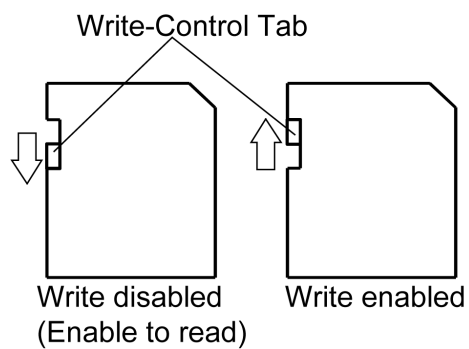 Write-Control Tab
Write disabled
(Enable to read)
Write enabled